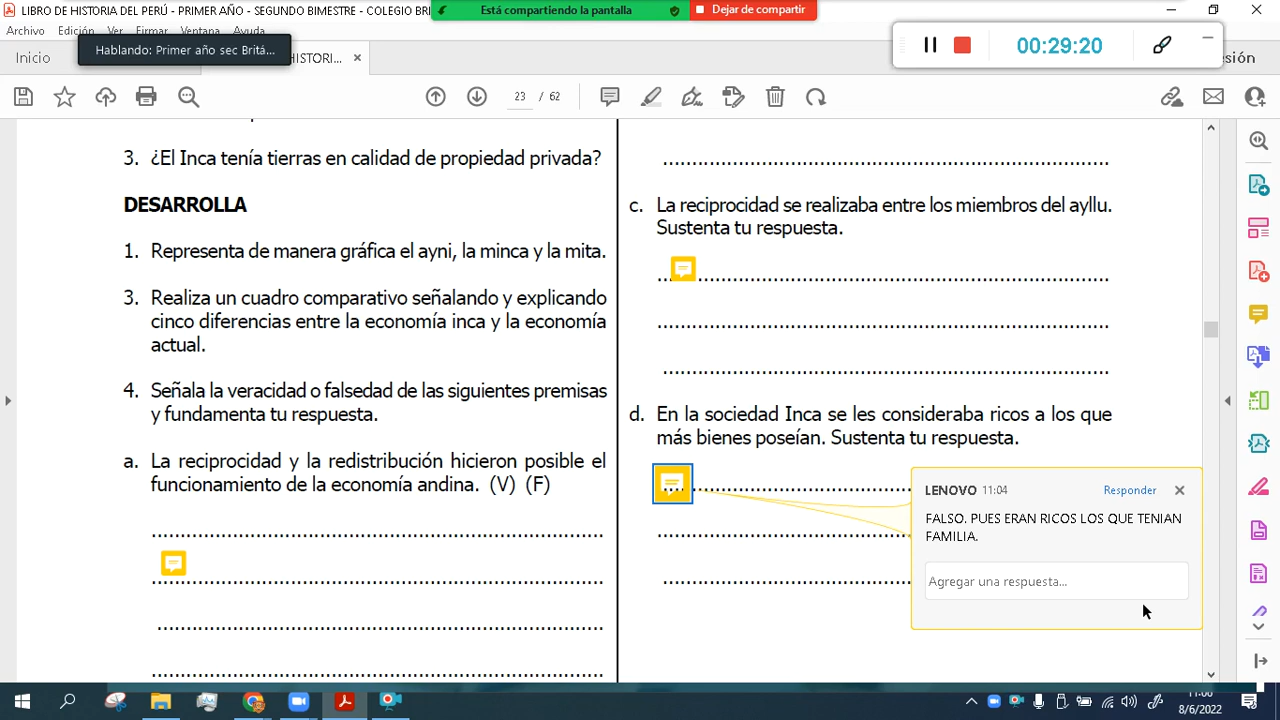 LIBRO DE HISTORIA DEL PERÚ - PRIMER AÑO - SEGUNDO BIMESTRE - COLEGIO BRI
Está compartiendo la pantalla
Dejar de compartir
Archivo Edición Ver Firmar Ventana Ayuda
Hablando: Primer año sec Britá...
00:29:20
Inicio
HISTORI...
sión
23 / 62
3. ¿El Inca tenía tierras en calidad de propiedad privada?
DESARROLLA
1. Representa de manera gráfica el ayni, la minca y la mita.
3. Realiza un cuadro comparativo señalando y explicando
cinco diferencias entre la economía inca y la economía
actual.
4. Señala la veracidad o falsedad de las siguientes premisas
y fundamenta tu respuesta.
a. La reciprocidad y la redistribución hicieron posible el
funcionamiento de la economía andina. (V) (F)
c. La reciprocidad se realizaba entre los miembros del ayllu.
Sustenta tu respuesta.
d. En la sociedad Inca se les consideraba ricos a los que
más bienes poseían. Sustenta tu respuesta.
LENOVO 11:04
Responder
FALSO. PUES ERAN RICOS LOS QUE TENIAN
FAMILIA.
Agregar una respuesta...
8/6/2022